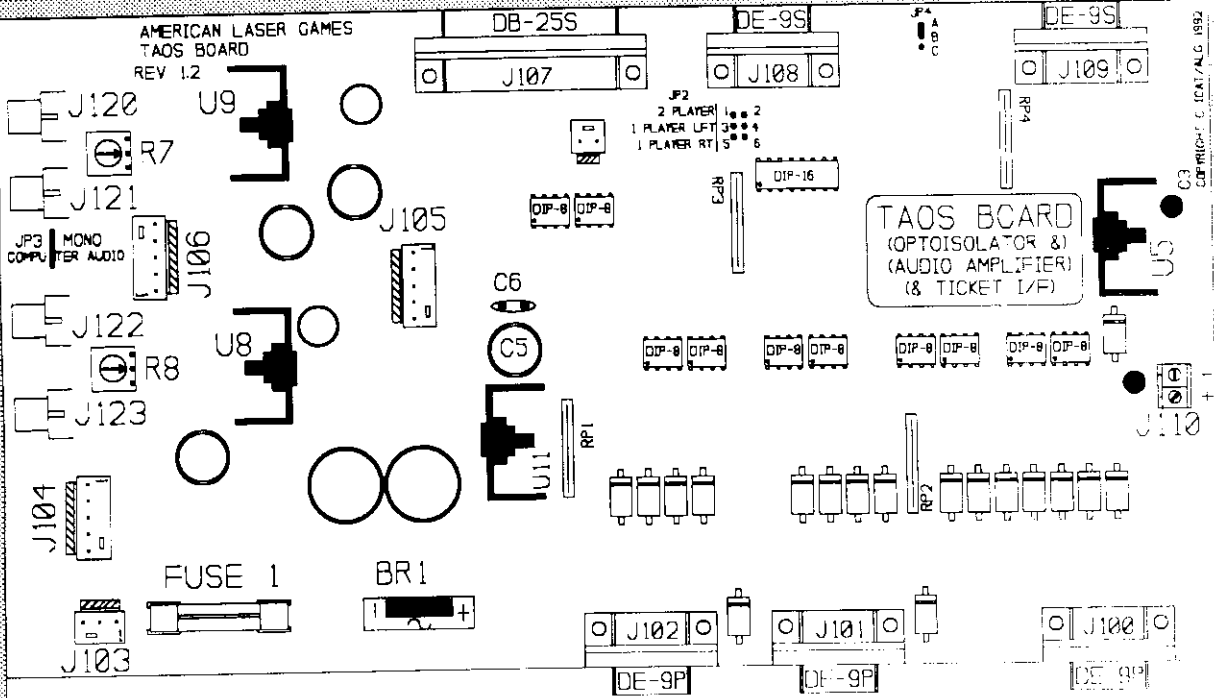 AMERICAN LASER GAMES
TAOS BOARD
REV 1.2
DB-25S
J107
DE-9S
J108
JP4
A
B
C
DE-9S
J109
J120
U9
R7
J121
JP2
2 PLAYER 1 2
1 PLAYER LFT 3 4
1 PLAYER RT 5 6
RP4
COPYRIGHT C ICAT/ALG 1992
DIP-16
RP3
DIP-8 DIP-8
C3
JP3 MONO
COMPUTER AUDIO
J106
J105
TAOS BOARD
(OPTOISOLATOR &)
(AUDIO AMPLIFIER)
(& TICKET I/F)
U5
C6
C5
J122
U8
R8
J123
DIP-8 DIP-8 DIP-8 DIP-8 DIP-8 DIP-8 DIP-8 DIP-8
- +
J110
U11
RP1
RP2
J104
FUSE 1
BR1
- +
J103
J102
DE-9P
J101
DE-9P
J100
DE-9P